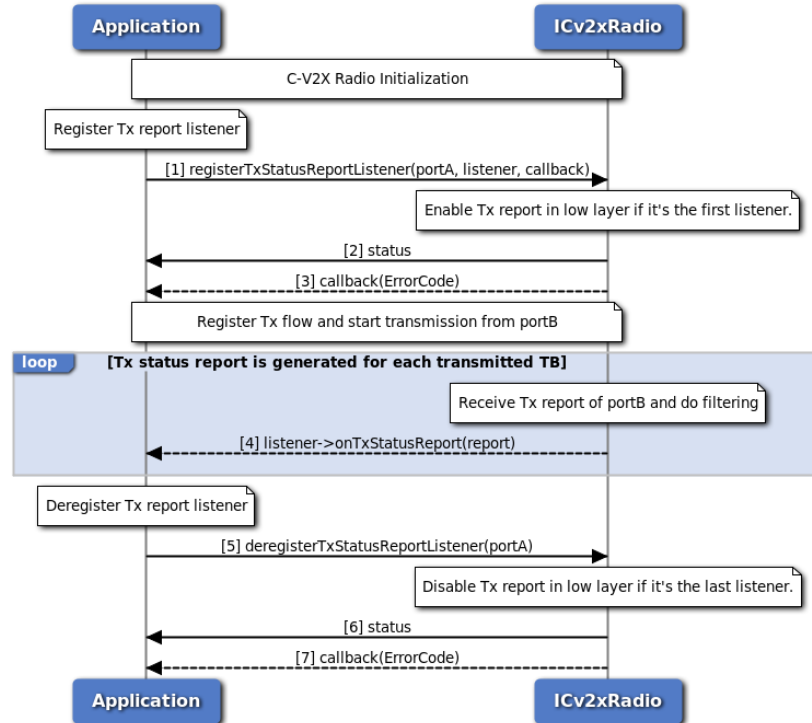 Application
ICv2xRadio
C-V2X Radio Initialization
Register Tx report listener
[1] registerTxStatusReportListener(portA, listener, callback)
Enable Tx report in low layer if it's the first listener.
[2] status
[3] callback(ErrorCode)
Register Tx flow and start transmission from portB
loop
[Tx status report is generated for each transmitted TB]
Receive Tx report of portB and do filtering
[4] listener->onTxStatusReport(report)
Deregister Tx report listener
[5] deregisterTxStatusReportListener(portA)
Disable Tx report in low layer if it's the last listener.
[6] status
[7] callback(ErrorCode)
Application
ICv2xRadio